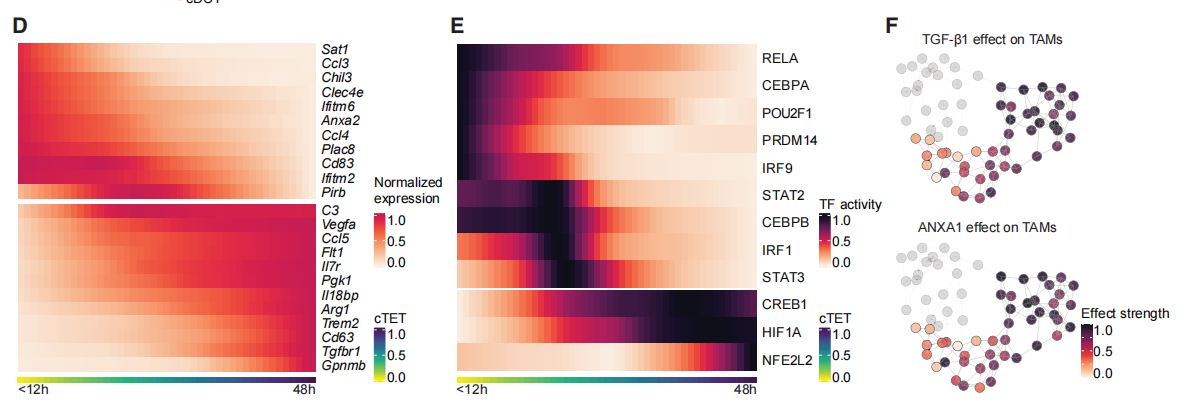 cDC1
D
Sat1
Ccl3
Chil3
Clec4e
Ifitm6
Anxa2
Ccl4
Plac8
Cd83
Ifitm2
Pirb
C3
Vegfa
Ccl5
Flt1
Il7r
Pgk1
Il18bp
Arg1
Trem2
Cd63
Tgfbr1
Gpnmb
<12h
48h
Normalized
expression
1.0
0.5
0.0
cTET
1.0
0.5
0.0
E
RELA
CEBPA
POU2F1
PRDM14
IRF9
STAT2
CEBPB
IRF1
STAT3
CREB1
HIF1A
NFE2L2
<12h
48h
TF activity
1.0
0.5
0.0
cTET
1.0
0.5
0.0
F
TGF-β1 effect on TAMs
ANXA1 effect on TAMs
Effect strength
1.0
0.5
0.0